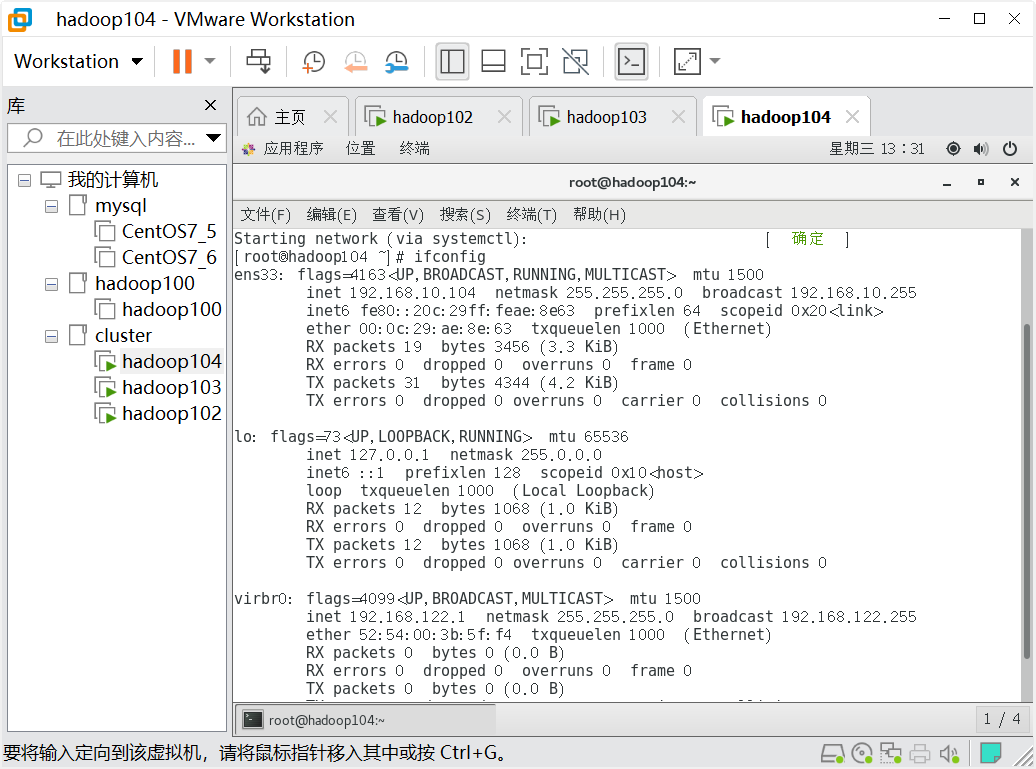 hadoop104 - VMware Workstation
Workstation
库
主页
hadoop102
hadoop103
hadoop104
在此处键入内容...
应用程序 位置 终端 星期三 13：31
我的计算机
mysql
CentOS7_5
CentOS7_6
hadoop100
hadoop100
cluster
hadoop104
hadoop103
hadoop102
root@hadoop104:~
文件(F) 编辑(E) 查看(V) 搜索(S) 终端(T) 帮助(H)
Starting network (via systemctl): [ 确定 ]
[root@hadoop104 ~]# ifconfig
ens33: flags=4163<UP,BROADCAST,RUNNING,MULTICAST> mtu 1500
inet 192.168.10.104 netmask 255.255.255.0 broadcast 192.168.10.255
inet6 fe80::20c:29ff:feae:8e63 prefixlen 64 scopeid 0x20<link>
ether 00:0c:29:ae:8e:63 txqueuelen 1000 (Ethernet)
RX packets 19 bytes 3456 (3.3 KiB)
RX errors 0 dropped 0 overruns 0 frame 0
TX packets 31 bytes 4344 (4.2 KiB)
TX errors 0 dropped 0 overruns 0 carrier 0 collisions 0
lo: flags=73<UP,LOOPBACK,RUNNING> mtu 65536
inet 127.0.0.1 netmask 255.0.0.0
inet6 ::1 prefixlen 128 scopeid 0x10<host>
loop txqueuelen 1000 (Local Loopback)
RX packets 12 bytes 1068 (1.0 KiB)
RX errors 0 dropped 0 overruns 0 frame 0
TX packets 12 bytes 1068 (1.0 KiB)
TX errors 0 dropped 0 overruns 0 carrier 0 collisions 0
virbr0: flags=4099<UP,BROADCAST,MULTICAST> mtu 1500
inet 192.168.122.1 netmask 255.255.255.0 broadcast 192.168.122.255
ether 52:54:00:3b:5f:f4 txqueuelen 1000 (Ethernet)
RX packets 0 bytes 0 (0.0 B)
RX errors 0 dropped 0 overruns 0 frame 0
TX packets 0 bytes 0 (0.0 B)
root@hadoop104:~
1 / 4
要将输入定向到该虚拟机，请将鼠标指针移入其中或按 Ctrl+G。